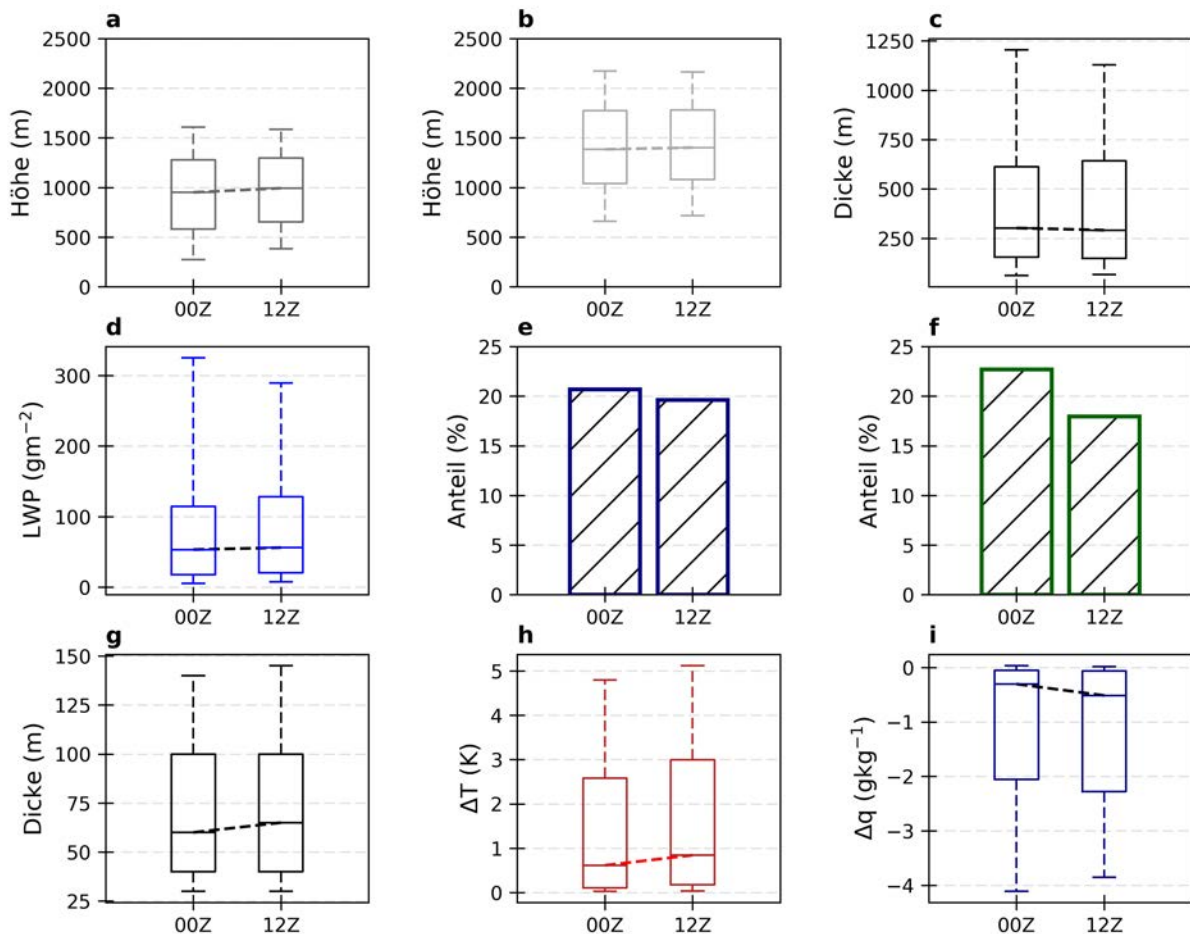 a
Höhe (m)
2500
2000
1500
1000
500
0
00Z 12Z
b
Höhe (m)
2500
2000
1500
1000
500
0
00Z 12Z
c
Dicke (m)
1250
1000
750
500
250
00Z 12Z
d
LWP (gm⁻²)
300
200
100
0
00Z 12Z
e
Anteil (%)
25
20
15
10
5
0
00Z 12Z
f
Anteil (%)
25
20
15
10
5
0
00Z 12Z
g
Dicke (m)
150
125
100
75
50
25
00Z 12Z
h
ΔT (K)
5
4
3
2
1
0
00Z 12Z
i
Δq (gkg⁻¹)
0
−1
−2
−3
−4
00Z 12Z